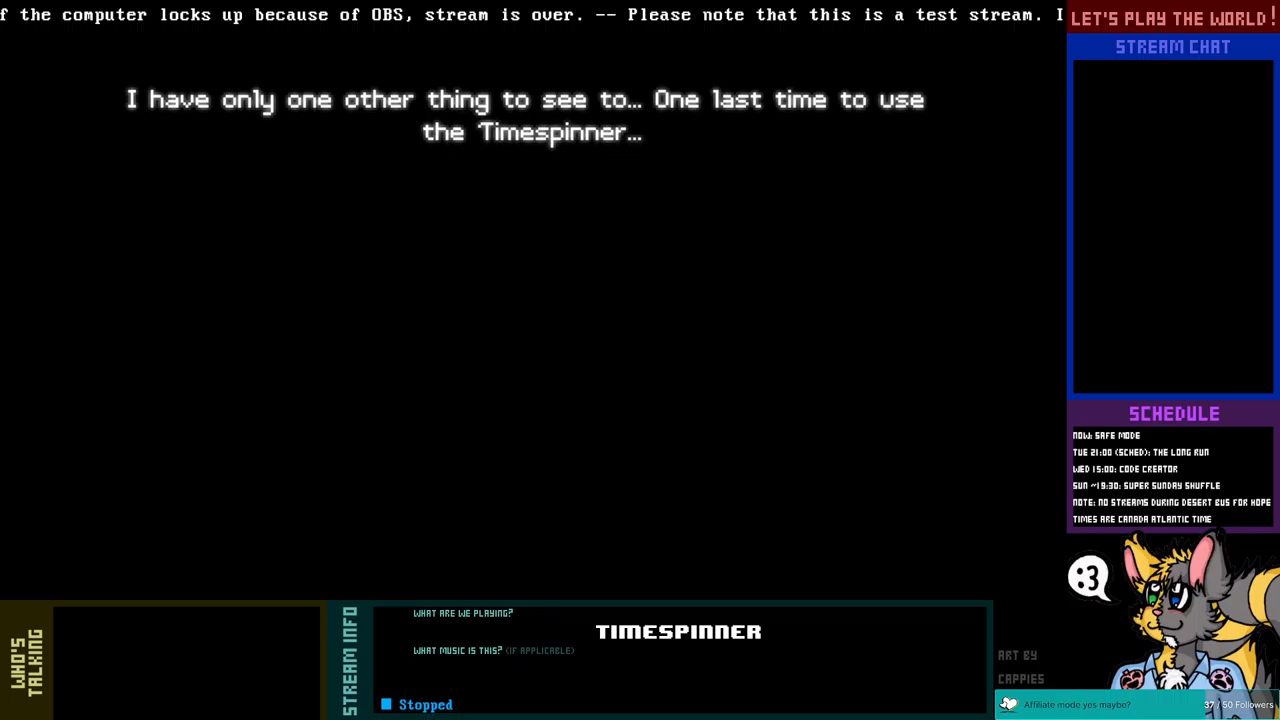 f the computer locks up because of OBS, stream is over. -- Please note that this is a test stream. I
LET'S PLAY THE WORLD!
STREAM CHAT
I have only one other thing to see to... One last time to use
the Timespinner...
SCHEDULE
NOW: SAFE MODE
TUE 21:00 (SCHED): THE LONG RUN
WED 15:00: CODE CREATOR
SUN ~19:30: SUPER SUNDAY SHUFFLE
NOTE: NO STREAMS DURING DESERT BUS FOR HOPE
TIMES ARE CANADA ATLANTIC TIME
:3
WHO'S
TALKING
STREAM INFO
WHAT ARE WE PLAYING?
TIMESPINNER
WHAT MUSIC IS THIS? (IF APPLICABLE)
Stopped
ART BY
CAPPIES
Affiliate mode yes maybe?
37 / 50 Followers